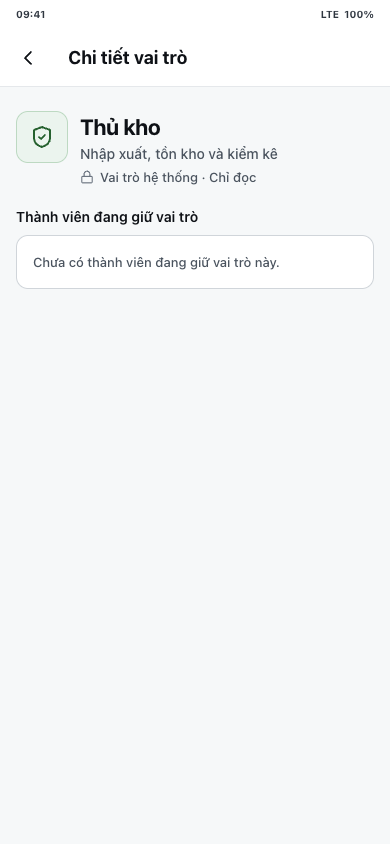 09:41
LTE 100%
Chi tiết vai trò
Thủ kho
Nhập xuất, tồn kho và kiểm kê
Vai trò hệ thống · Chỉ đọc
Thành viên đang giữ vai trò
Chưa có thành viên đang giữ vai trò này.